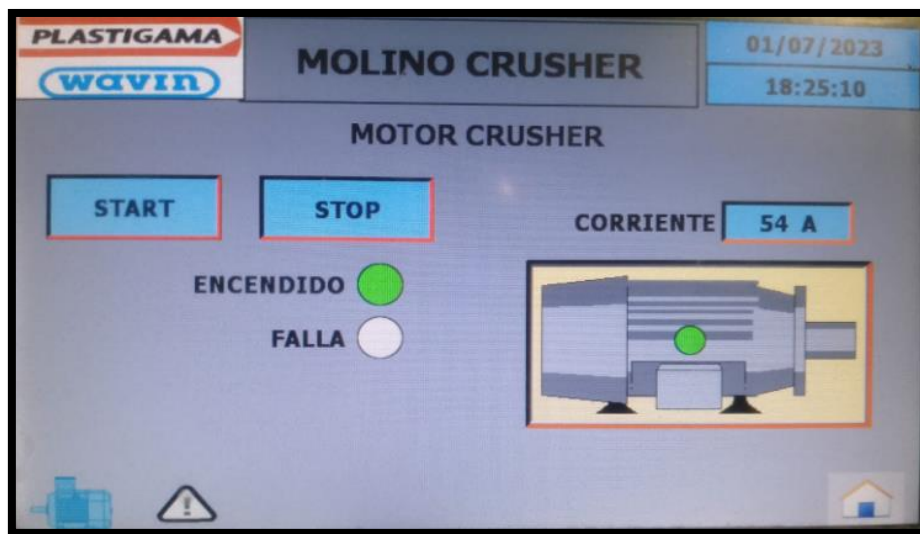 PLASTIGAMA
wavin
MOLINO CRUSHER
01/07/2023
18:25:10
MOTOR CRUSHER
START
STOP
CORRIENTE
54 A
ENCENDIDO
FALLA
!